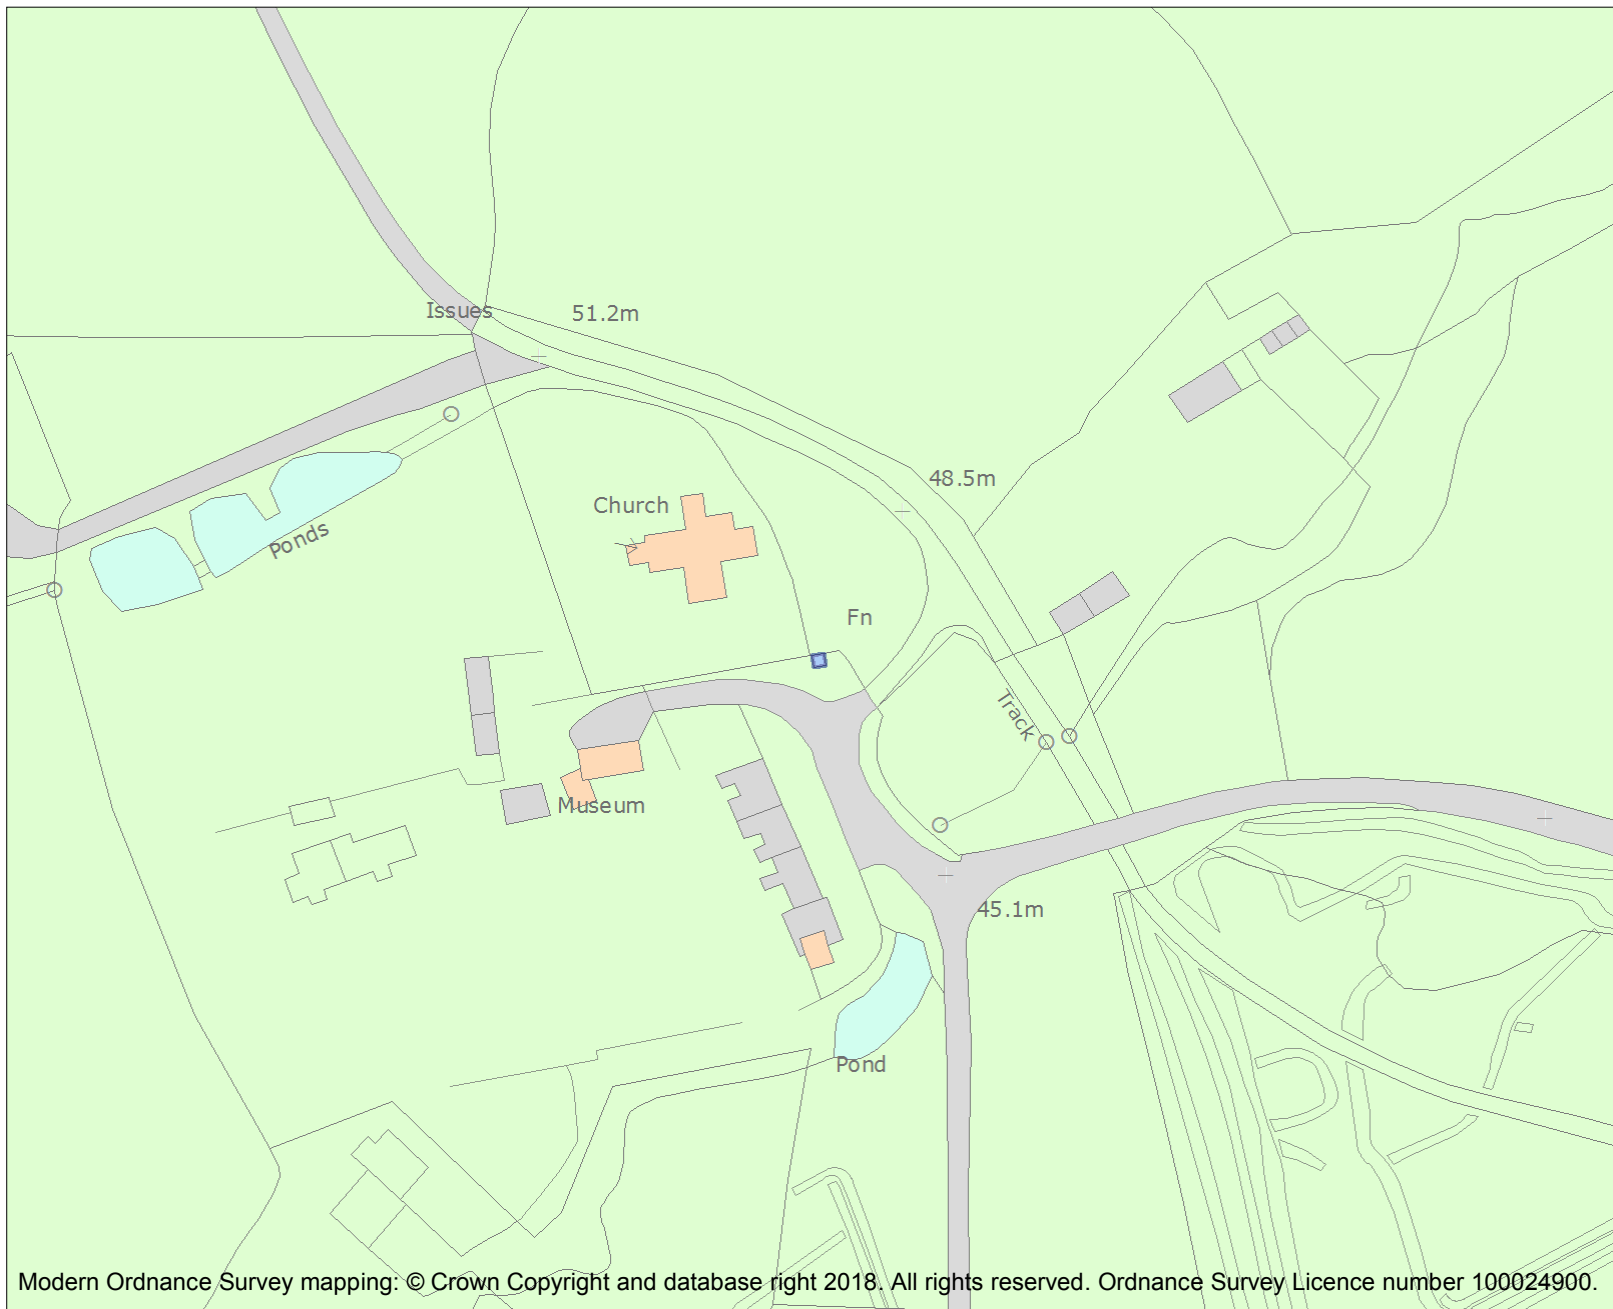 Issues
51.2m
48.5m
Church
Ponds
Fn
Track
Museum
45.1m
Pond
Modern Ordnance Survey mapping: © Crown Copyright and database right 2018. All rights reserved. Ordnance Survey Licence number 100024900.